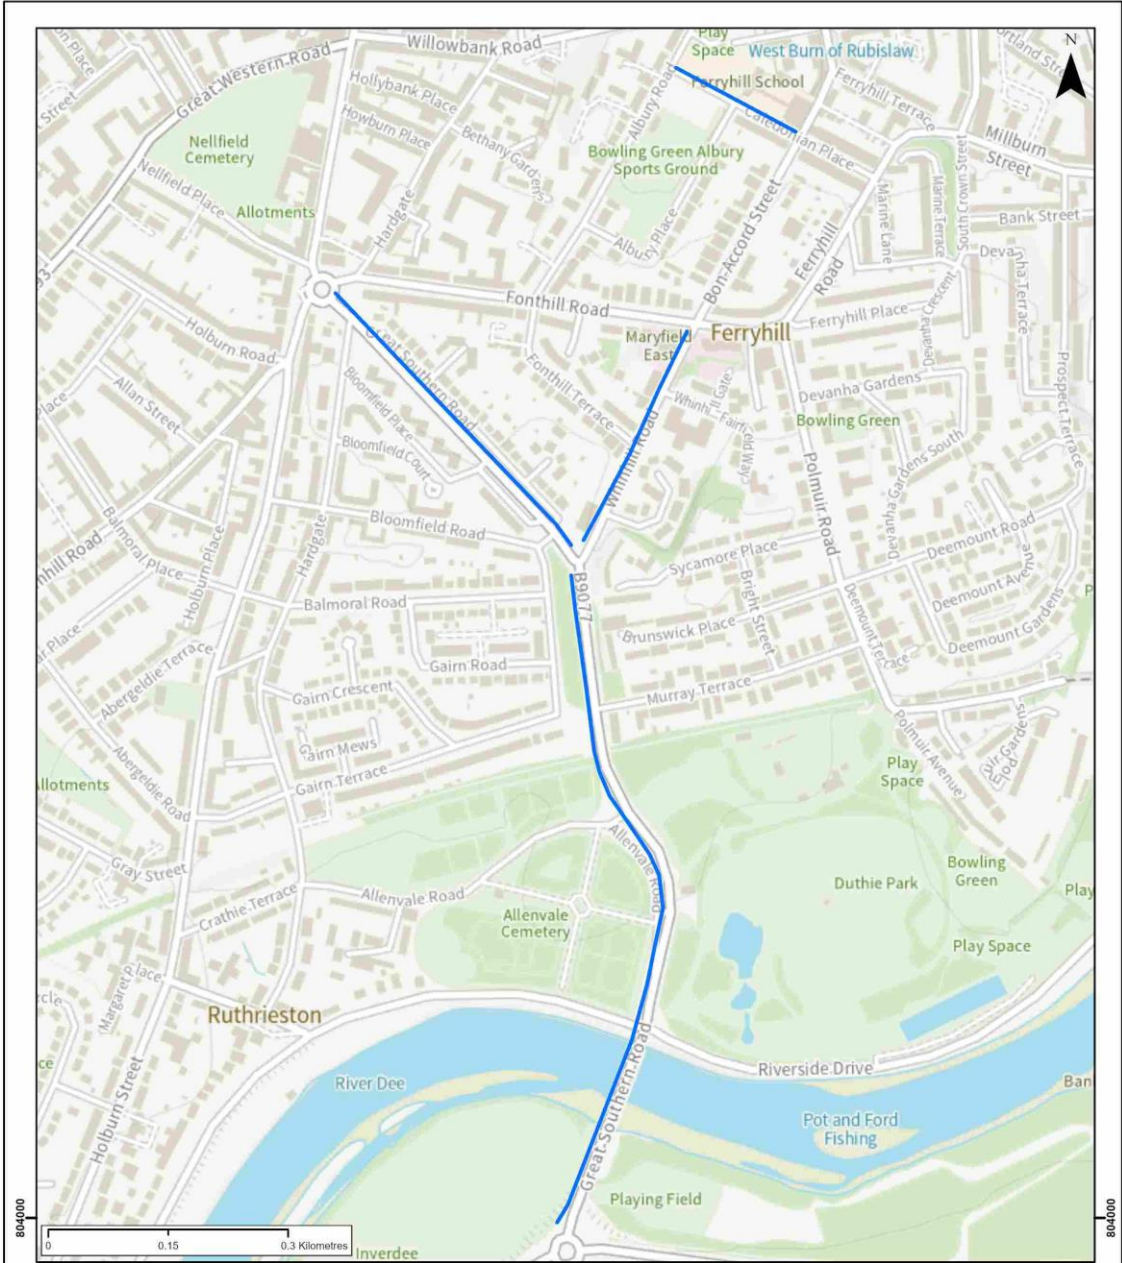 Willowbank Road
Play
Space
West Burn of Rubislaw
N
Great Western Road
Hollybank Place
Howburn Place
Bethany Gardens
Albury Road
Ferryhill School
Ferryhill Terrace
Caledonian Place
Millburn
Street
Nellfield
Cemetery
Nellfield Place
Allotments
Hardgate
Bowling Green Albury
Sports Ground
Albury Place
Bon-Accord Street
Ferryhill
Road
Marine Lane
Marine Terrace
South Crown Street
Bank Street
Devanha Terrace
Fonthill Road
Maryfield
East
Ferryhill
Ferryhill Place
Devanha Crescent
Prospect Terrace
Holburn Road
Allan Street
Great Southern Road
Bloomfield Place
Bloomfield Court
Fonthill Terrace
Whinhill Gate
Fairfield Way
Whinhill Road
Devanha Gardens
Bowling Green
Devanha Gardens South
Polmuir Road
Bloomfield Road
Hardgate
Holburn Place
Balmoral Place
nhill Road
Balmoral Road
B9077
Sycamore Place
Bright Street
Brunswick Place
Deemount Road
Deemount Avenue
Deemount Gardens
Deemount Terrace
Gairn Road
Gairn Crescent
Gairn Mews
Gairn Terrace
Murray Terrace
Abergeldie Terrace
Abergeldie Road
ar Place
llotments
Polmuir Avenue
Play
Space
Gray Street
Crathie Terrace
Allenvale Road
Allenvale Road
Allenvale
Cemetery
Duthie Park
Bowling
Green
Play
Play Space
Margaret Place
Ruthrieston
River Dee
Riverside Drive
Great Southern Road
Pot and Ford
Fishing
Ban
Holburn Street
Playing Field
Inverdee
804000
804000
0
0.15
0.3 Kilometres